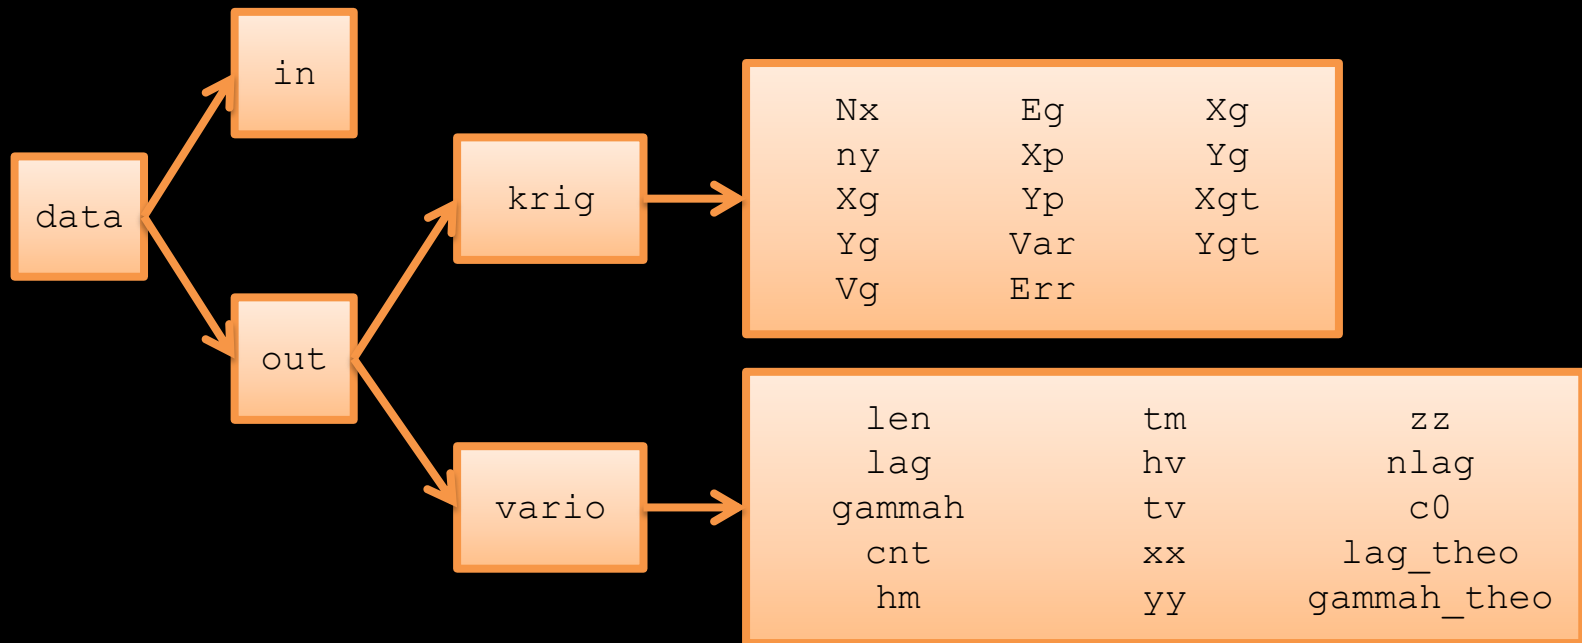 in
data
out
krig
Nx Eg Xg
ny Xp Yg
Xg Yp Xgt
Yg Var Ygt
Vg Err
vario
len tm zz
lag hv nlag
gammah tv c0
cnt xx lag_theo
hm yy gammah_theo